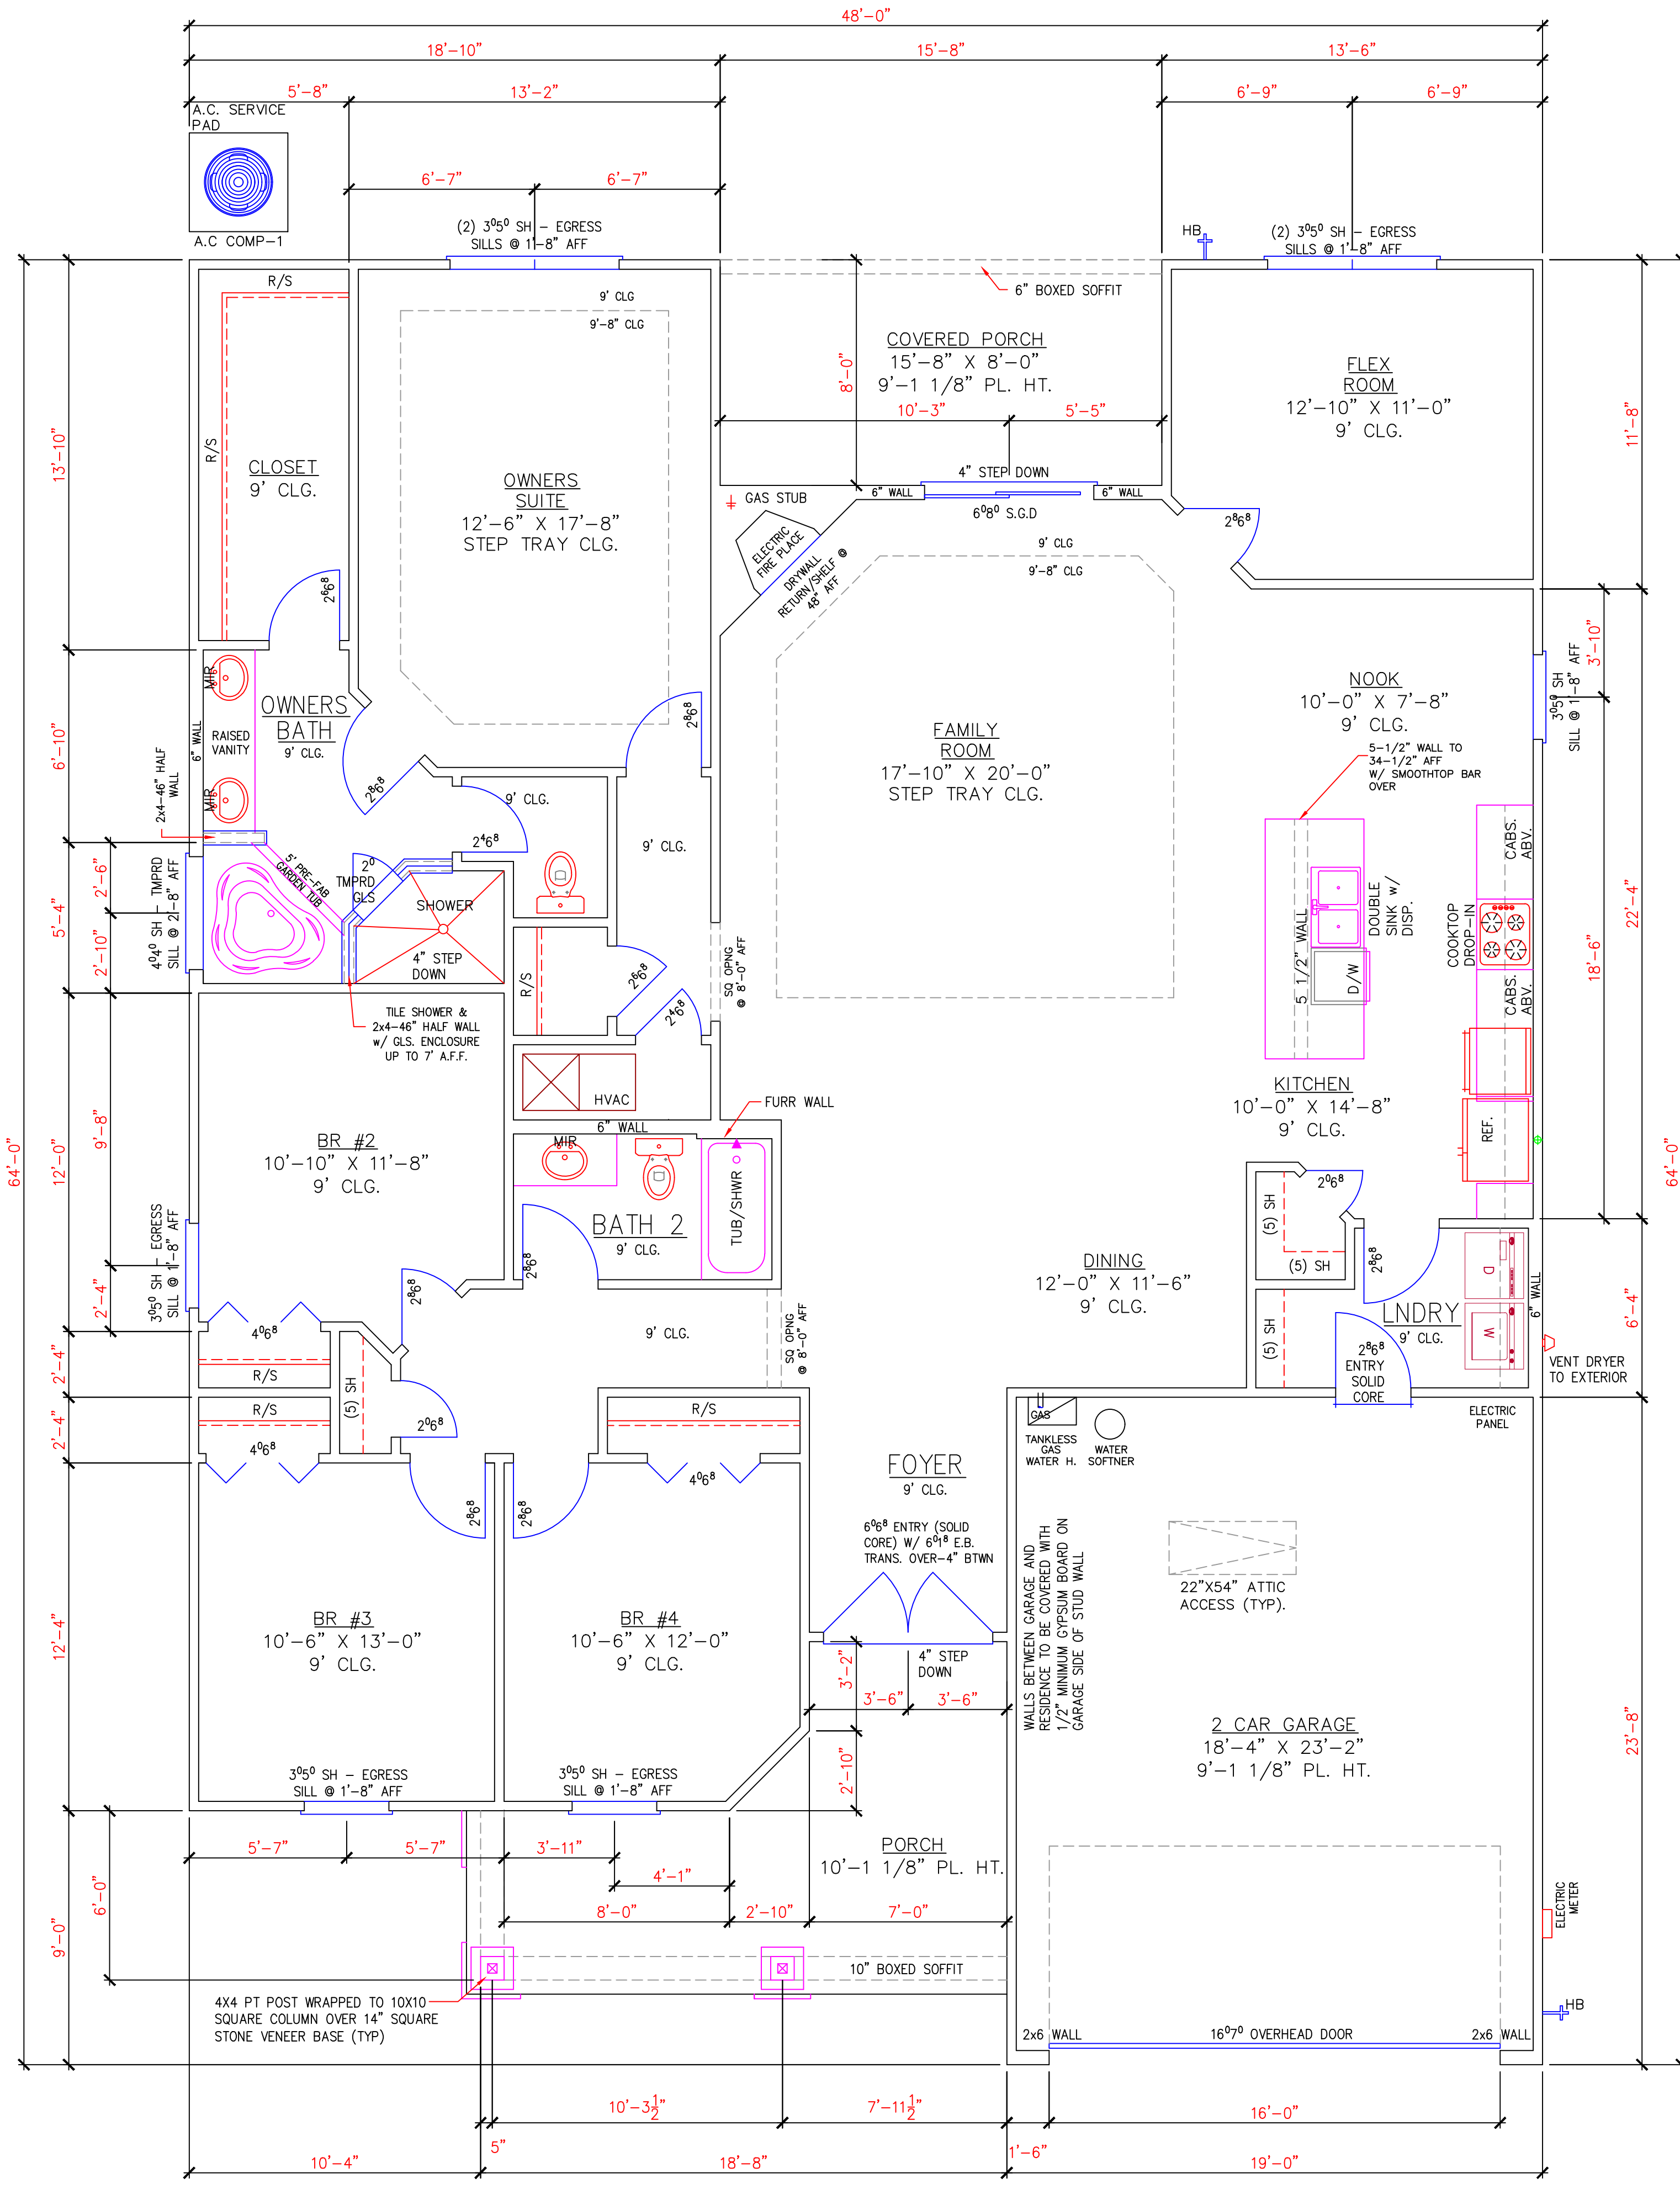 48'-0"
18'-10"
15'-8"
13'-6"
5'-8"
13'-2"
6'-9"
6'-9"
A.C. SERVICE
PAD
A.C COMP-1
6'-7"
6'-7"
(2) 3⁰5⁰ SH - EGRESS
SILLS @ 1'-8" AFF
HB
(2) 3⁰5⁰ SH - EGRESS
SILLS @ 1'-8" AFF
R/S
9' CLG
9'-8" CLG
6" BOXED SOFFIT
COVERED PORCH
15'-8" X 8'-0"
9'-1 1/8" PL. HT.
8'-0"
10'-3"
5'-5"
FLEX
ROOM
12'-10" X 11'-0"
9' CLG.
11'-8"
13'-10"
R/S
CLOSET
9' CLG.
OWNERS
SUITE
12'-6" X 17'-8"
STEP TRAY CLG.
4" STEP DOWN
6" WALL
6" WALL
6⁰8⁰ S.G.D
GAS STUB
ELECTRIC
FIRE PLACE
DRYWALL
RETURN/SHELF @
48" AFF
9' CLG
9'-8" CLG
2⁸6⁸
2⁶6⁸
3'-10"
3⁰5⁰ SH
SILL @ 1'-8" AFF
MIR
OWNERS
BATH
9' CLG.
RAISED
VANITY
6" WALL
MIR
6'-10"
2x4-46" HALF
WALL
2⁸6⁸
2⁸6⁸
FAMILY
ROOM
17'-10" X 20'-0"
STEP TRAY CLG.
NOOK
10'-0" X 7'-8"
9' CLG.
5-1/2" WALL TO
34-1/2" AFF
W/ SMOOTHTOP BAR
OVER
9' CLG.
2⁴6⁸
9' CLG.
CABS.
ABV.
22'-4"
18'-6"
2'-6"
5'-4"
2'-10"
4⁰4⁰ SH - TMPRD
SILL @ 2'-8" AFF
5' PRE-FAB
GARDEN TUB
2⁰
TMPRD
GLS
SHOWER
4" STEP
DOWN
R/S
2⁶6⁸
2⁴6⁸
SQ OPNG
@ 8'-0" AFF
5 1/2" WALL
DOUBLE
SINK w/
DISP.
D/W
COOKTOP
DROP-IN
CABS.
ABV.
TILE SHOWER &
2x4-46" HALF WALL
w/ GLS. ENCLOSURE
UP TO 7' A.F.F.
HVAC
6" WALL
FURR WALL
KITCHEN
10'-0" X 14'-8"
9' CLG.
REF.
64'-0"
12'-0"
9'-8"
BR #2
10'-10" X 11'-8"
9' CLG.
MIR
BATH 2
9' CLG.
TUB/SHWR
2⁸6⁸
64'-0"
2⁰6⁸
(5) SH
(5) SH
2⁸6⁸
D
3⁰5⁰ SH - EGRESS
SILL @ 1'-8" AFF
2'-4"
2⁸6⁸
DINING
12'-0" X 11'-6"
9' CLG.
LNDRY
9' CLG.
W
6" WALL
6'-4"
9' CLG.
SQ OPNG
@ 8'-0" AFF
(5) SH
2⁸6⁸
ENTRY
SOLID
CORE
VENT DRYER
TO EXTERIOR
4⁰6⁸
R/S
2'-4"
(5) SH
2⁰6⁸
2'-4"
R/S
4⁰6⁸
R/S
4⁰6⁸
GAS
TANKLESS
GAS
WATER H.
WATER
SOFTNER
ELECTRIC
PANEL
FOYER
9' CLG.
2⁸6⁸
2⁸6⁸
6⁰6⁸ ENTRY (SOLID
CORE) W/ 6⁰1⁸ E.B.
TRANS. OVER-4" BTWN
WALLS BETWEEN GARAGE AND
RESIDENCE TO BE COVERED WITH
1/2" MINIMUM GYPSUM BOARD ON
GARAGE SIDE OF STUD WALL
22"X54" ATTIC
ACCESS (TYP).
12'-4"
BR #3
10'-6" X 13'-0"
9' CLG.
BR #4
10'-6" X 12'-0"
9' CLG.
3'-2"
4" STEP
DOWN
3'-6"
3'-6"
2 CAR GARAGE
18'-4" X 23'-2"
9'-1 1/8" PL. HT.
23'-8"
2'-10"
3⁰5⁰ SH - EGRESS
SILL @ 1'-8" AFF
3⁰5⁰ SH - EGRESS
SILL @ 1'-8" AFF
5'-7"
5'-7"
3'-11"
4'-1"
PORCH
10'-1 1/8" PL. HT.
6'-0"
9'-0"
8'-0"
2'-10"
7'-0"
ELECTRIC
METER
10" BOXED SOFFIT
4X4 PT POST WRAPPED TO 10X10
SQUARE COLUMN OVER 14" SQUARE
STONE VENEER BASE (TYP)
HB
2x6 WALL
16⁰7⁰ OVERHEAD DOOR
2x6 WALL
10'-3 1/2"
7'-11 1/2"
16'-0"
5"
1'-6"
10'-4"
18'-8"
19'-0"